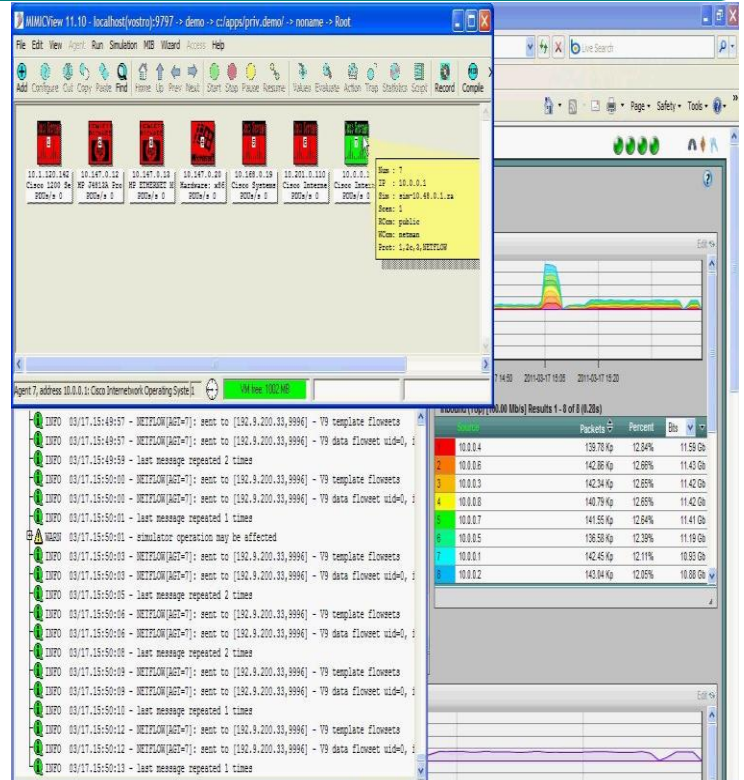 MIMICView 11.10 - localhost(vostro):9797 -> demo -> c:/apps/priv.demo/ -> noname -> Root
File Edit View Agent Run Simulation MIB Wizard Access Help
Add Configure Cut Copy Paste Find Home Up Prev Next Start Stop Pause Resume Values Evaluate Action Trap Statistics Script Record Compile
10.1.120.142 10.147.0.12 10.147.0.13 10.147.0.20 10.168.0.19 10.201.0.110 10.0.0.1
Cisco 1200 Se HP J4813A Pro HP ETHERNET M Hardware: x86 Cisco Systems Cisco Interne Cisco Inter
PDUs/s 0 PDUs/s 0 PDUs/s 0 PDUs/s 0 PDUs/s 0 PDUs/s 0 PDUs/s 0
Num : 7
IP : 10.0.0.1
Sim : sim-10.48.0.1.sa
Scen: 1
RCom: public
WCom: netman
Prot: 1,2c,3,NETFLOW
Agent 7, address 10.0.0.1: Cisco Internetwork Operating Syste 1
VM free: 1002 MB
Live Search
Page Safety Tools
Edit
7 14:50 2011-03-17 15:05 2011-03-17 15:20
Inbound (Top) [100.00 Mb/s] Results 1 - 8 of 8 (0.28s)
Source Packets Percent Bits
1 10.0.0.4 139.78 Kp 12.84% 11.59 Gb
2 10.0.0.6 142.86 Kp 12.66% 11.43 Gb
3 10.0.0.3 142.34 Kp 12.65% 11.42 Gb
4 10.0.0.8 140.79 Kp 12.65% 11.42 Gb
5 10.0.0.7 141.55 Kp 12.64% 11.41 Gb
6 10.0.0.5 136.58 Kp 12.39% 11.19 Gb
7 10.0.0.1 142.45 Kp 12.11% 10.93 Gb
8 10.0.0.2 143.04 Kp 12.05% 10.88 Gb
Edit
INFO 03/17.15:49:57 - NETFLOW[AGT=7]: sent to [192.9.200.33,9996] - V9 template flowsets
INFO 03/17.15:49:57 - NETFLOW[AGT=7]: sent to [192.9.200.33,9996] - V9 data flowset uid=0, i
INFO 03/17.15:49:59 - last message repeated 2 times
INFO 03/17.15:50:00 - NETFLOW[AGT=7]: sent to [192.9.200.33,9996] - V9 template flowsets
INFO 03/17.15:50:00 - NETFLOW[AGT=7]: sent to [192.9.200.33,9996] - V9 data flowset uid=0, i
INFO 03/17.15:50:01 - last message repeated 1 times
WARN 03/17.15:50:01 - simulator operation may be affected
INFO 03/17.15:50:03 - NETFLOW[AGT=7]: sent to [192.9.200.33,9996] - V9 template flowsets
INFO 03/17.15:50:03 - NETFLOW[AGT=7]: sent to [192.9.200.33,9996] - V9 data flowset uid=0, i
INFO 03/17.15:50:05 - last message repeated 2 times
INFO 03/17.15:50:06 - NETFLOW[AGT=7]: sent to [192.9.200.33,9996] - V9 template flowsets
INFO 03/17.15:50:06 - NETFLOW[AGT=7]: sent to [192.9.200.33,9996] - V9 data flowset uid=0, i
INFO 03/17.15:50:08 - last message repeated 2 times
INFO 03/17.15:50:09 - NETFLOW[AGT=7]: sent to [192.9.200.33,9996] - V9 template flowsets
INFO 03/17.15:50:09 - NETFLOW[AGT=7]: sent to [192.9.200.33,9996] - V9 data flowset uid=0, i
INFO 03/17.15:50:10 - last message repeated 1 times
INFO 03/17.15:50:12 - NETFLOW[AGT=7]: sent to [192.9.200.33,9996] - V9 template flowsets
INFO 03/17.15:50:12 - NETFLOW[AGT=7]: sent to [192.9.200.33,9996] - V9 data flowset uid=0, i
INFO 03/17.15:50:13 - last message repeated 1 times